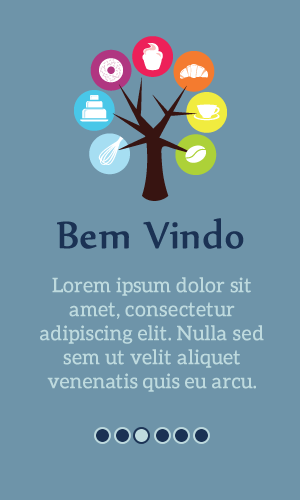 Bem Vindo
Lorem ipsum dolor sit
amet, consectetur
adipiscing elit. Nulla sed
sem ut velit aliquet
venenatis quis eu arcu.